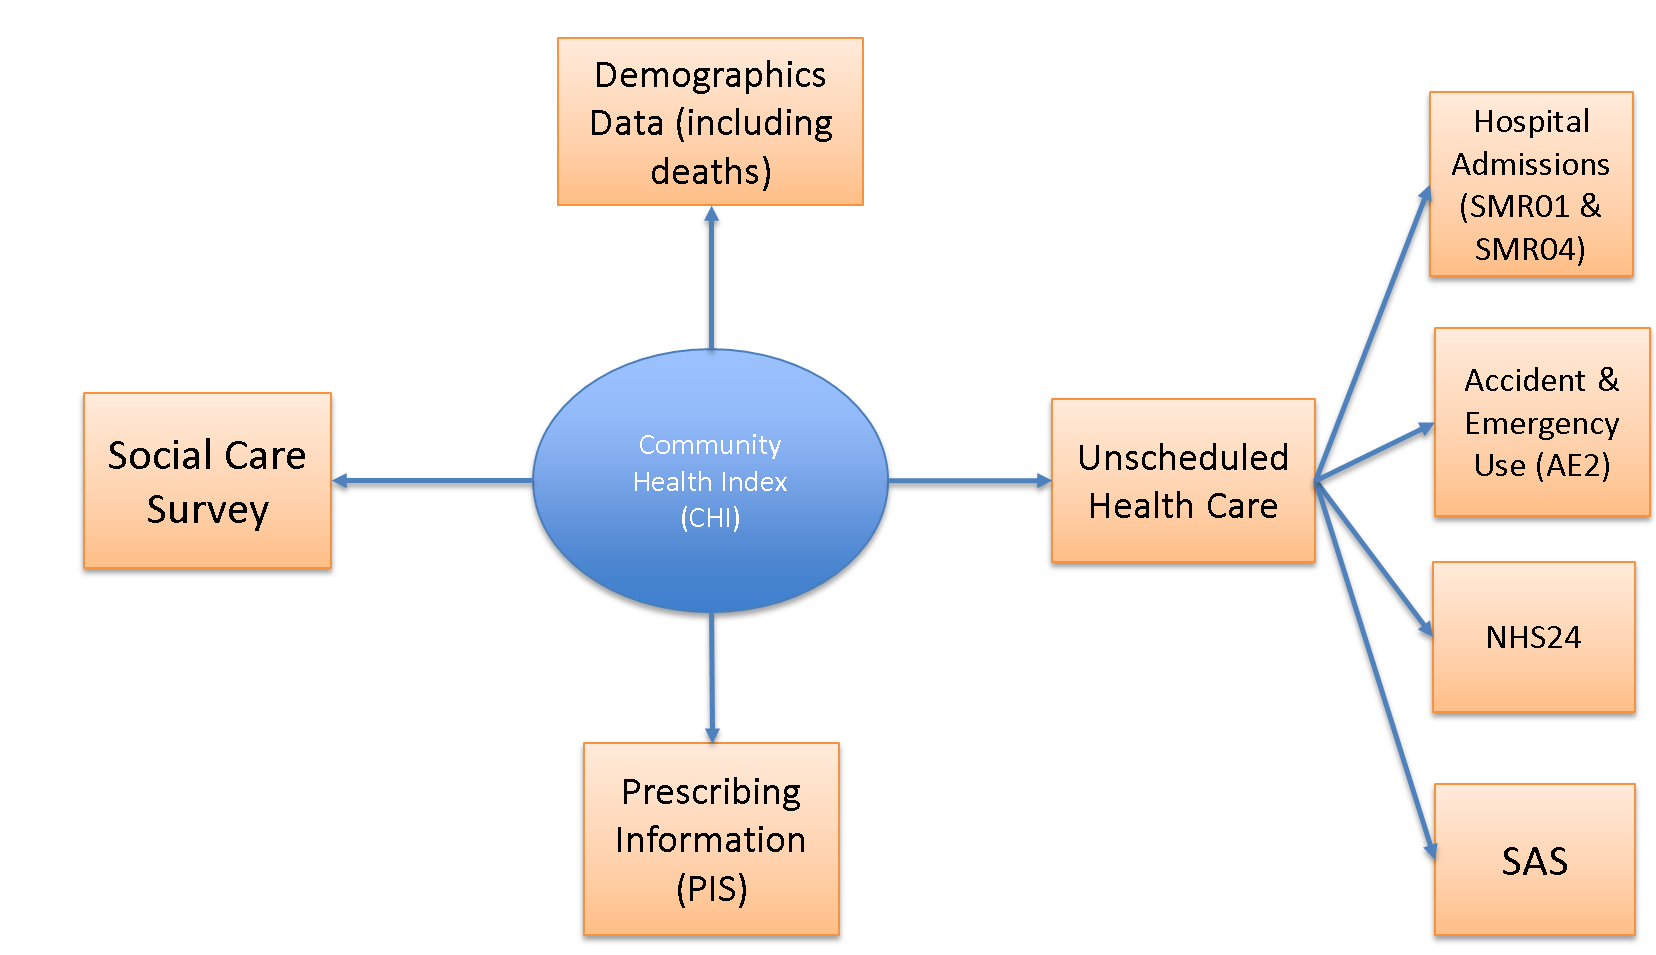 Demographics
Data (including
deaths)
Social Care
Survey
Community
Health Index
(CHI)
Prescribing
Information
(PIS)
Unscheduled
Health Care
Hospital
Admissions
(SMR01 &
SMR04)
Accident &
Emergency
Use (AE2)
NHS24
SAS